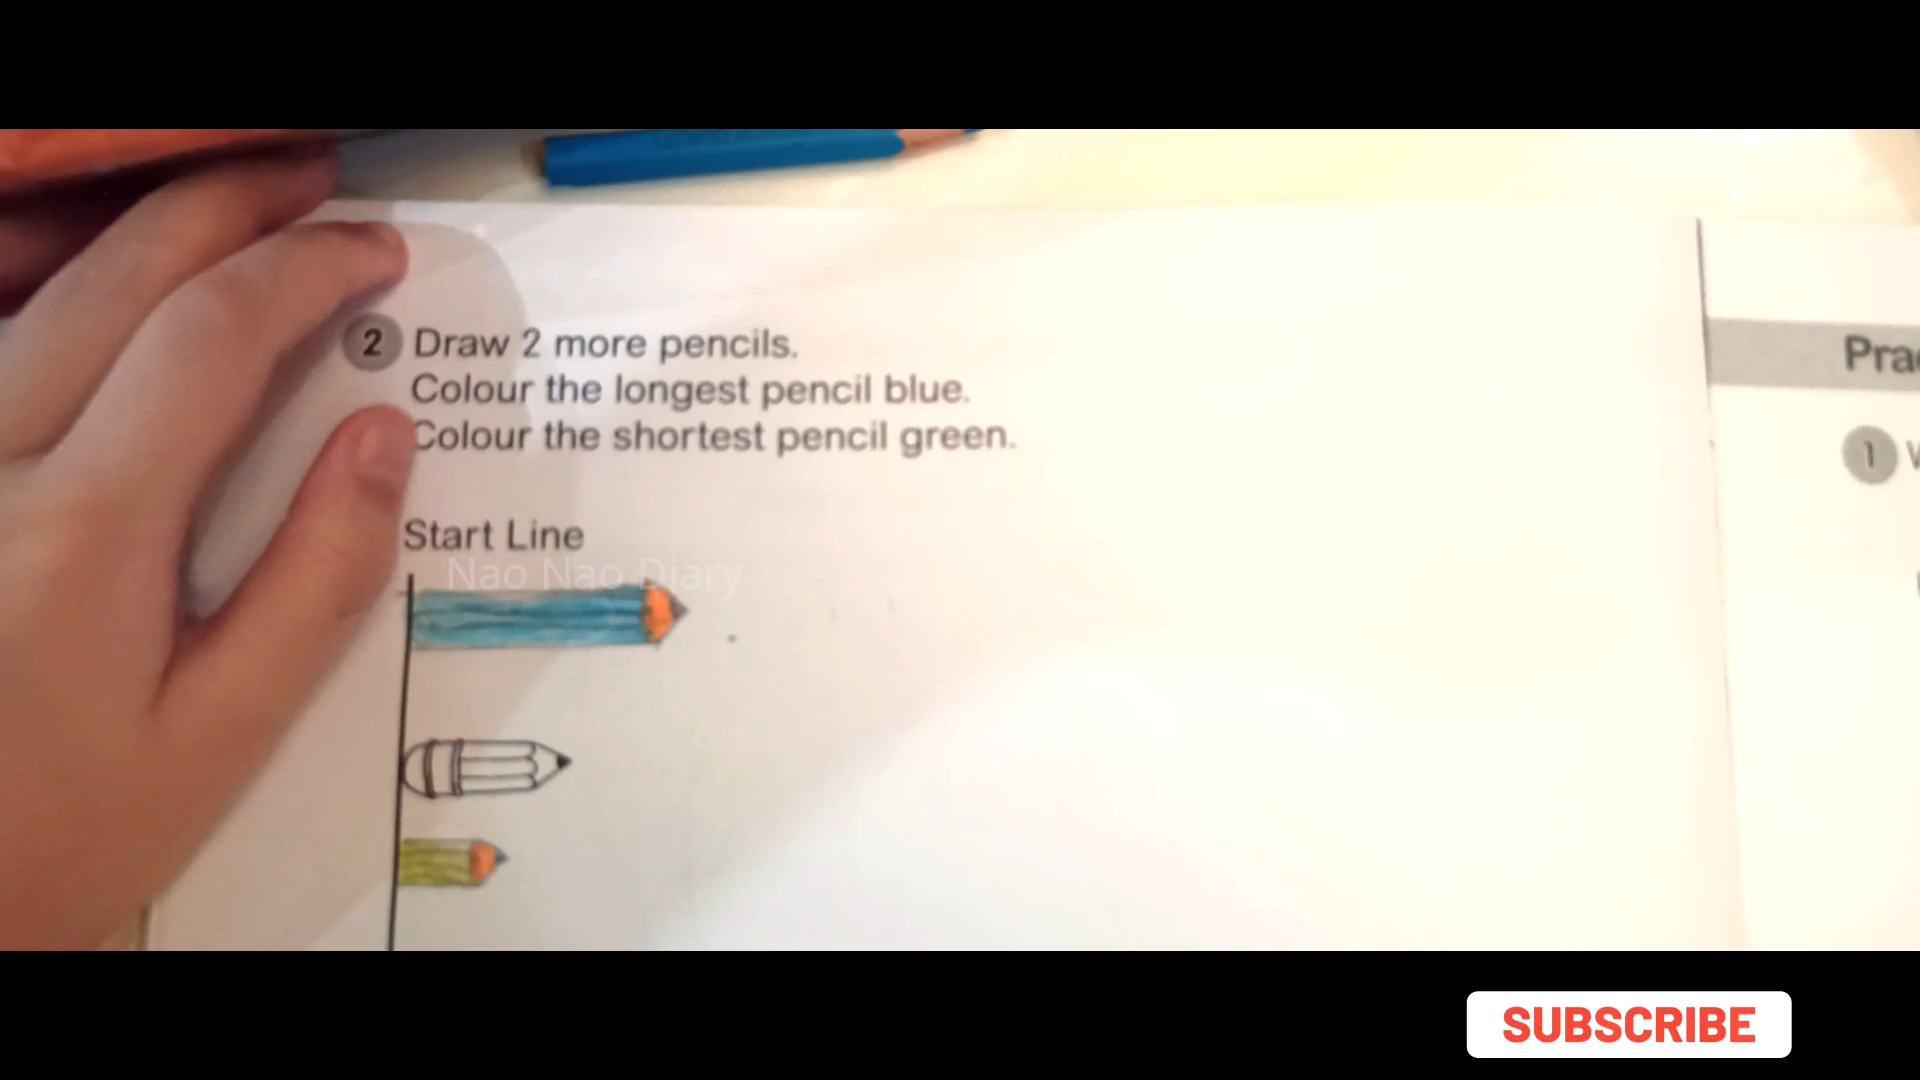 2 Draw 2 more pencils.
Colour the longest pencil blue.
Colour the shortest pencil green.
Start Line
Nao Nao Diary
1
SUBSCRIBE